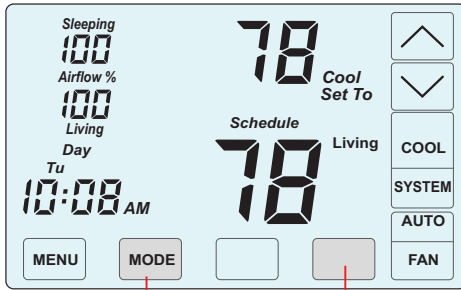 Sleeping
100
Airflow %
100
Living
Day
Tu
10:08 AM
78
Cool
Set To
Schedule
78
Living
COOL
SYSTEM
AUTO
FAN
MENU
MODE